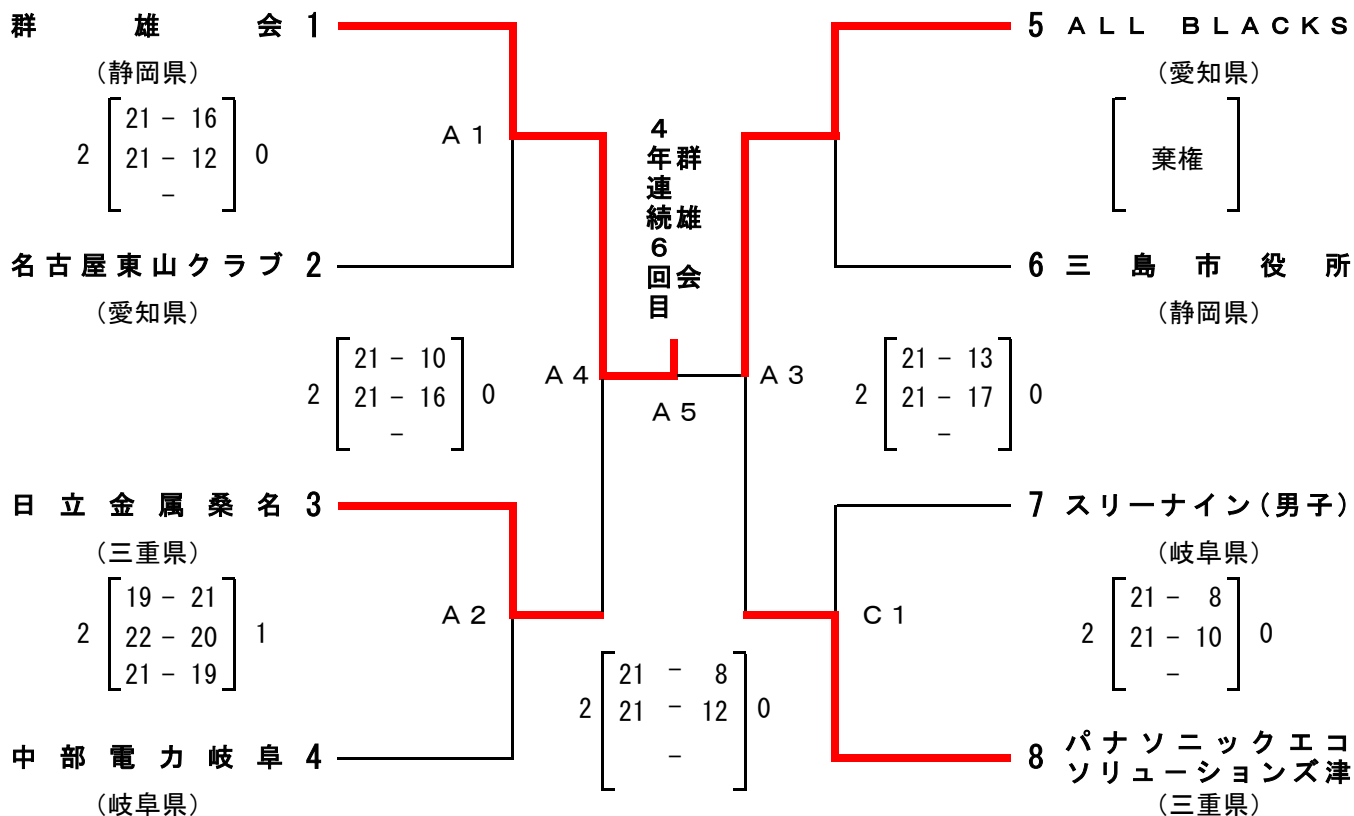 群雄会 1
(静岡県)
2 [ 21 - 16 ] 0
21 - 12
-
A1
名古屋東山クラブ 2
(愛知県)
2 [ 21 - 10 ] 0
21 - 16
-
A4
日立金属桑名 3
(三重県)
2 [ 19 - 21 ] 1
22 - 20
21 - 19
A2
中部電力岐阜 4
(岐阜県)
群雄会
4年連続6回目
A5
2 [ 21 - 8 ] 0
21 - 12
-
5 ALL BLACKS
(愛知県)
棄権
6 三島市役所
(静岡県)
A3
2 [ 21 - 13 ] 0
21 - 17
-
7 スリーナイン(男子)
(岐阜県)
C1
2 [ 21 - 8 ] 0
21 - 10
-
8 パナソニックエコ
ソリューションズ津
(三重県)